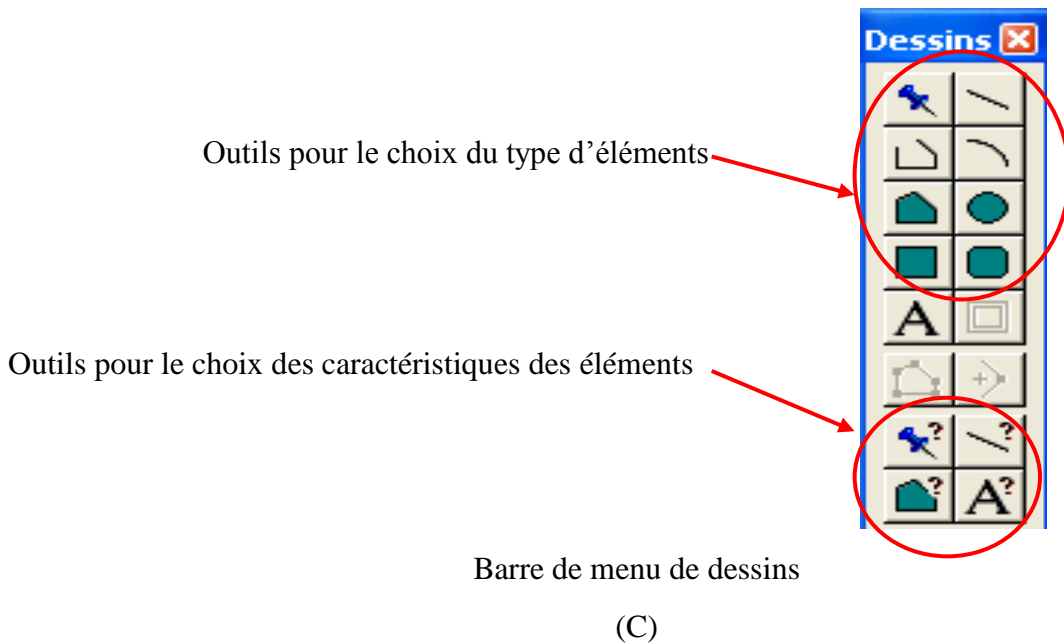 Dessins
Outils pour le choix du type d’éléments
A
Outils pour le choix des caractéristiques des éléments
? ?
? A?
Barre de menu de dessins
(C)